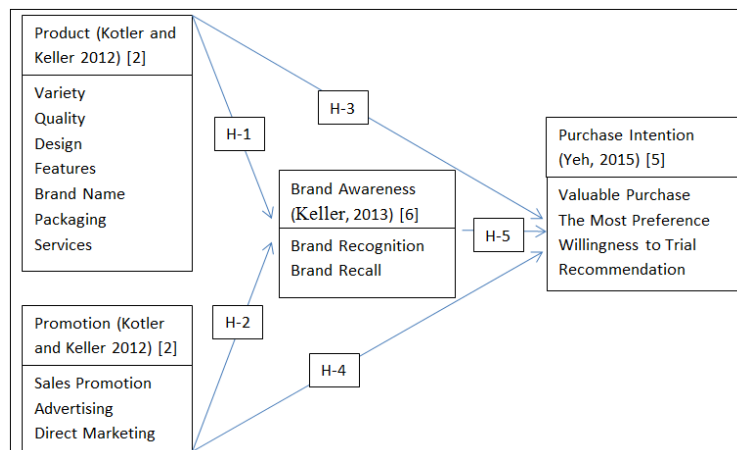 Product (Kotler and
Keller 2012) [2]
Variety
Quality
Design
Features
Brand Name
Packaging
Services
Promotion (Kotler
and Keller 2012) [2]
Sales Promotion
Advertising
Direct Marketing
H-1
H-2
H-3
H-4
Brand Awareness
(Keller, 2013) [6]
Brand Recognition
Brand Recall
H-5
Purchase Intention
(Yeh, 2015) [5]
Valuable Purchase
The Most Preference
Willingness to Trial
Recommendation